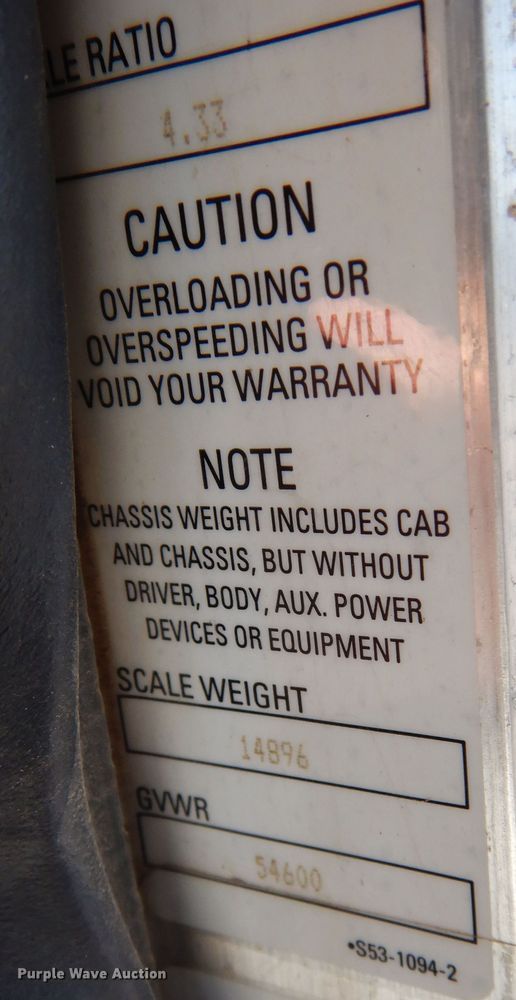 LE RATIO
4.33
CAUTION
OVERLOADING OR
OVERSPEEDING WILL
VOID YOUR WARRANTY
NOTE
CHASSIS WEIGHT INCLUDES CAB
AND CHASSIS, BUT WITHOUT
DRIVER, BODY, AUX. POWER
DEVICES OR EQUIPMENT
SCALE WEIGHT
14896
GVWR
54600
•S53-1094-2
Purple Wave Auction